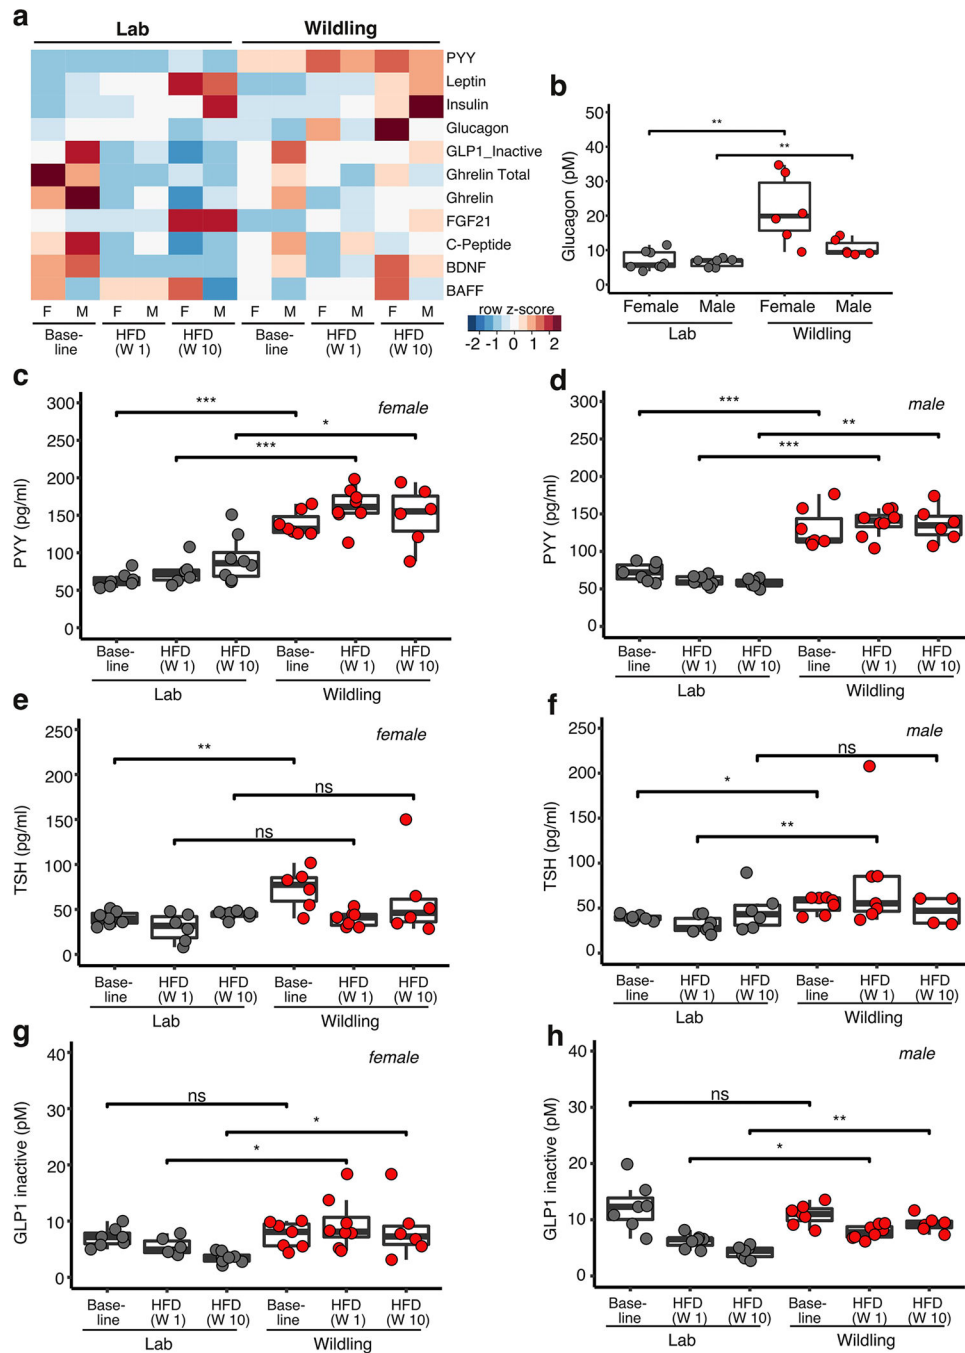 a
Lab Wildling
PYY
Leptin
Insulin
Glucagon
GLP1_Inactive
Ghrelin Total
Ghrelin
FGF21
C-Peptide
BDNF
BAFF
F M F M F M F M F M F M
Base- HFD HFD Base- HFD HFD
line (W 1) (W 10) line (W 1) (W 10)
row z-score
-2 -1 0 1 2
b
Glucagon (pM)
50
40
30
20
10
0
**
**
Female Male Female Male
Lab Wildling
c
female
PYY (pg/ml)
300
250
200
150
100
50
0
***
*
***
Base- HFD HFD Base- HFD HFD
line (W 1) (W 10) line (W 1) (W 10)
Lab Wildling
d
male
PYY (pg/ml)
300
250
200
150
100
50
0
***
**
***
Base- HFD HFD Base- HFD HFD
line (W 1) (W 10) line (W 1) (W 10)
Lab Wildling
e
female
TSH (pg/ml)
250
200
150
100
50
0
**
ns
ns
Base- HFD HFD Base- HFD HFD
line (W 1) (W 10) line (W 1) (W 10)
Lab Wildling
f
male
TSH (pg/ml)
250
200
150
100
50
0
ns
*
**
Base- HFD HFD Base- HFD HFD
line (W 1) (W 10) line (W 1) (W 10)
Lab Wildling
g
female
GLP1 inactive (pM)
40
30
20
10
0
ns
*
*
Base- HFD HFD Base- HFD HFD
line (W 1) (W 10) line (W 1) (W 10)
Lab Wildling
h
male
GLP1 inactive (pM)
40
30
20
10
0
ns
**
*
Base- HFD HFD Base- HFD HFD
line (W 1) (W 10) line (W 1) (W 10)
Lab Wildling